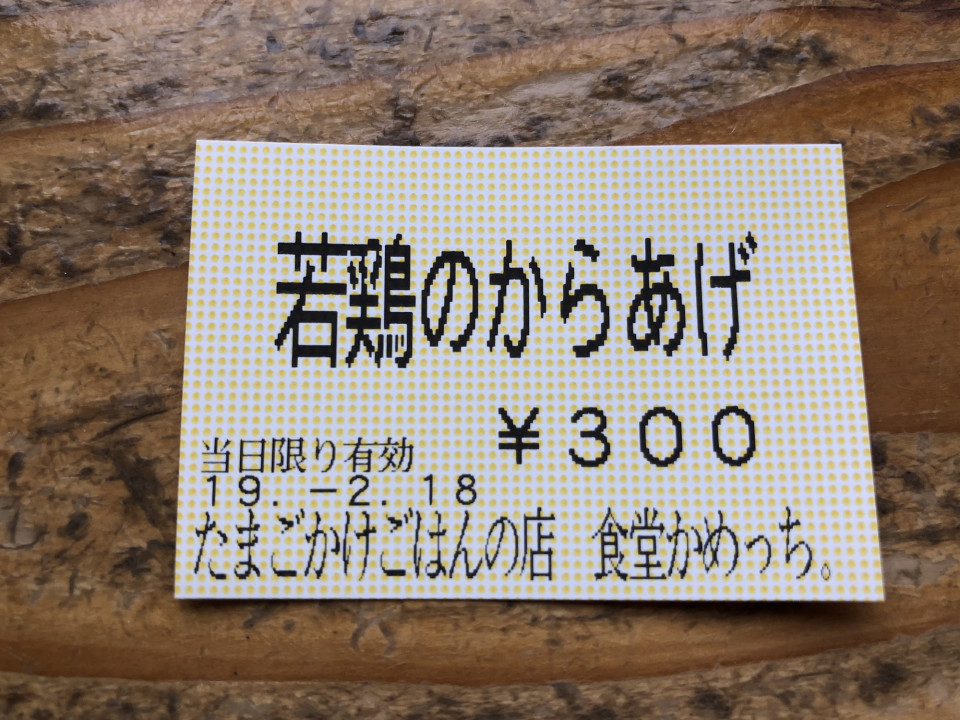 若鶏のからあげ
¥300
当日限り有効
19.-2.18
たまごかけごはんの店 食堂かめっち。